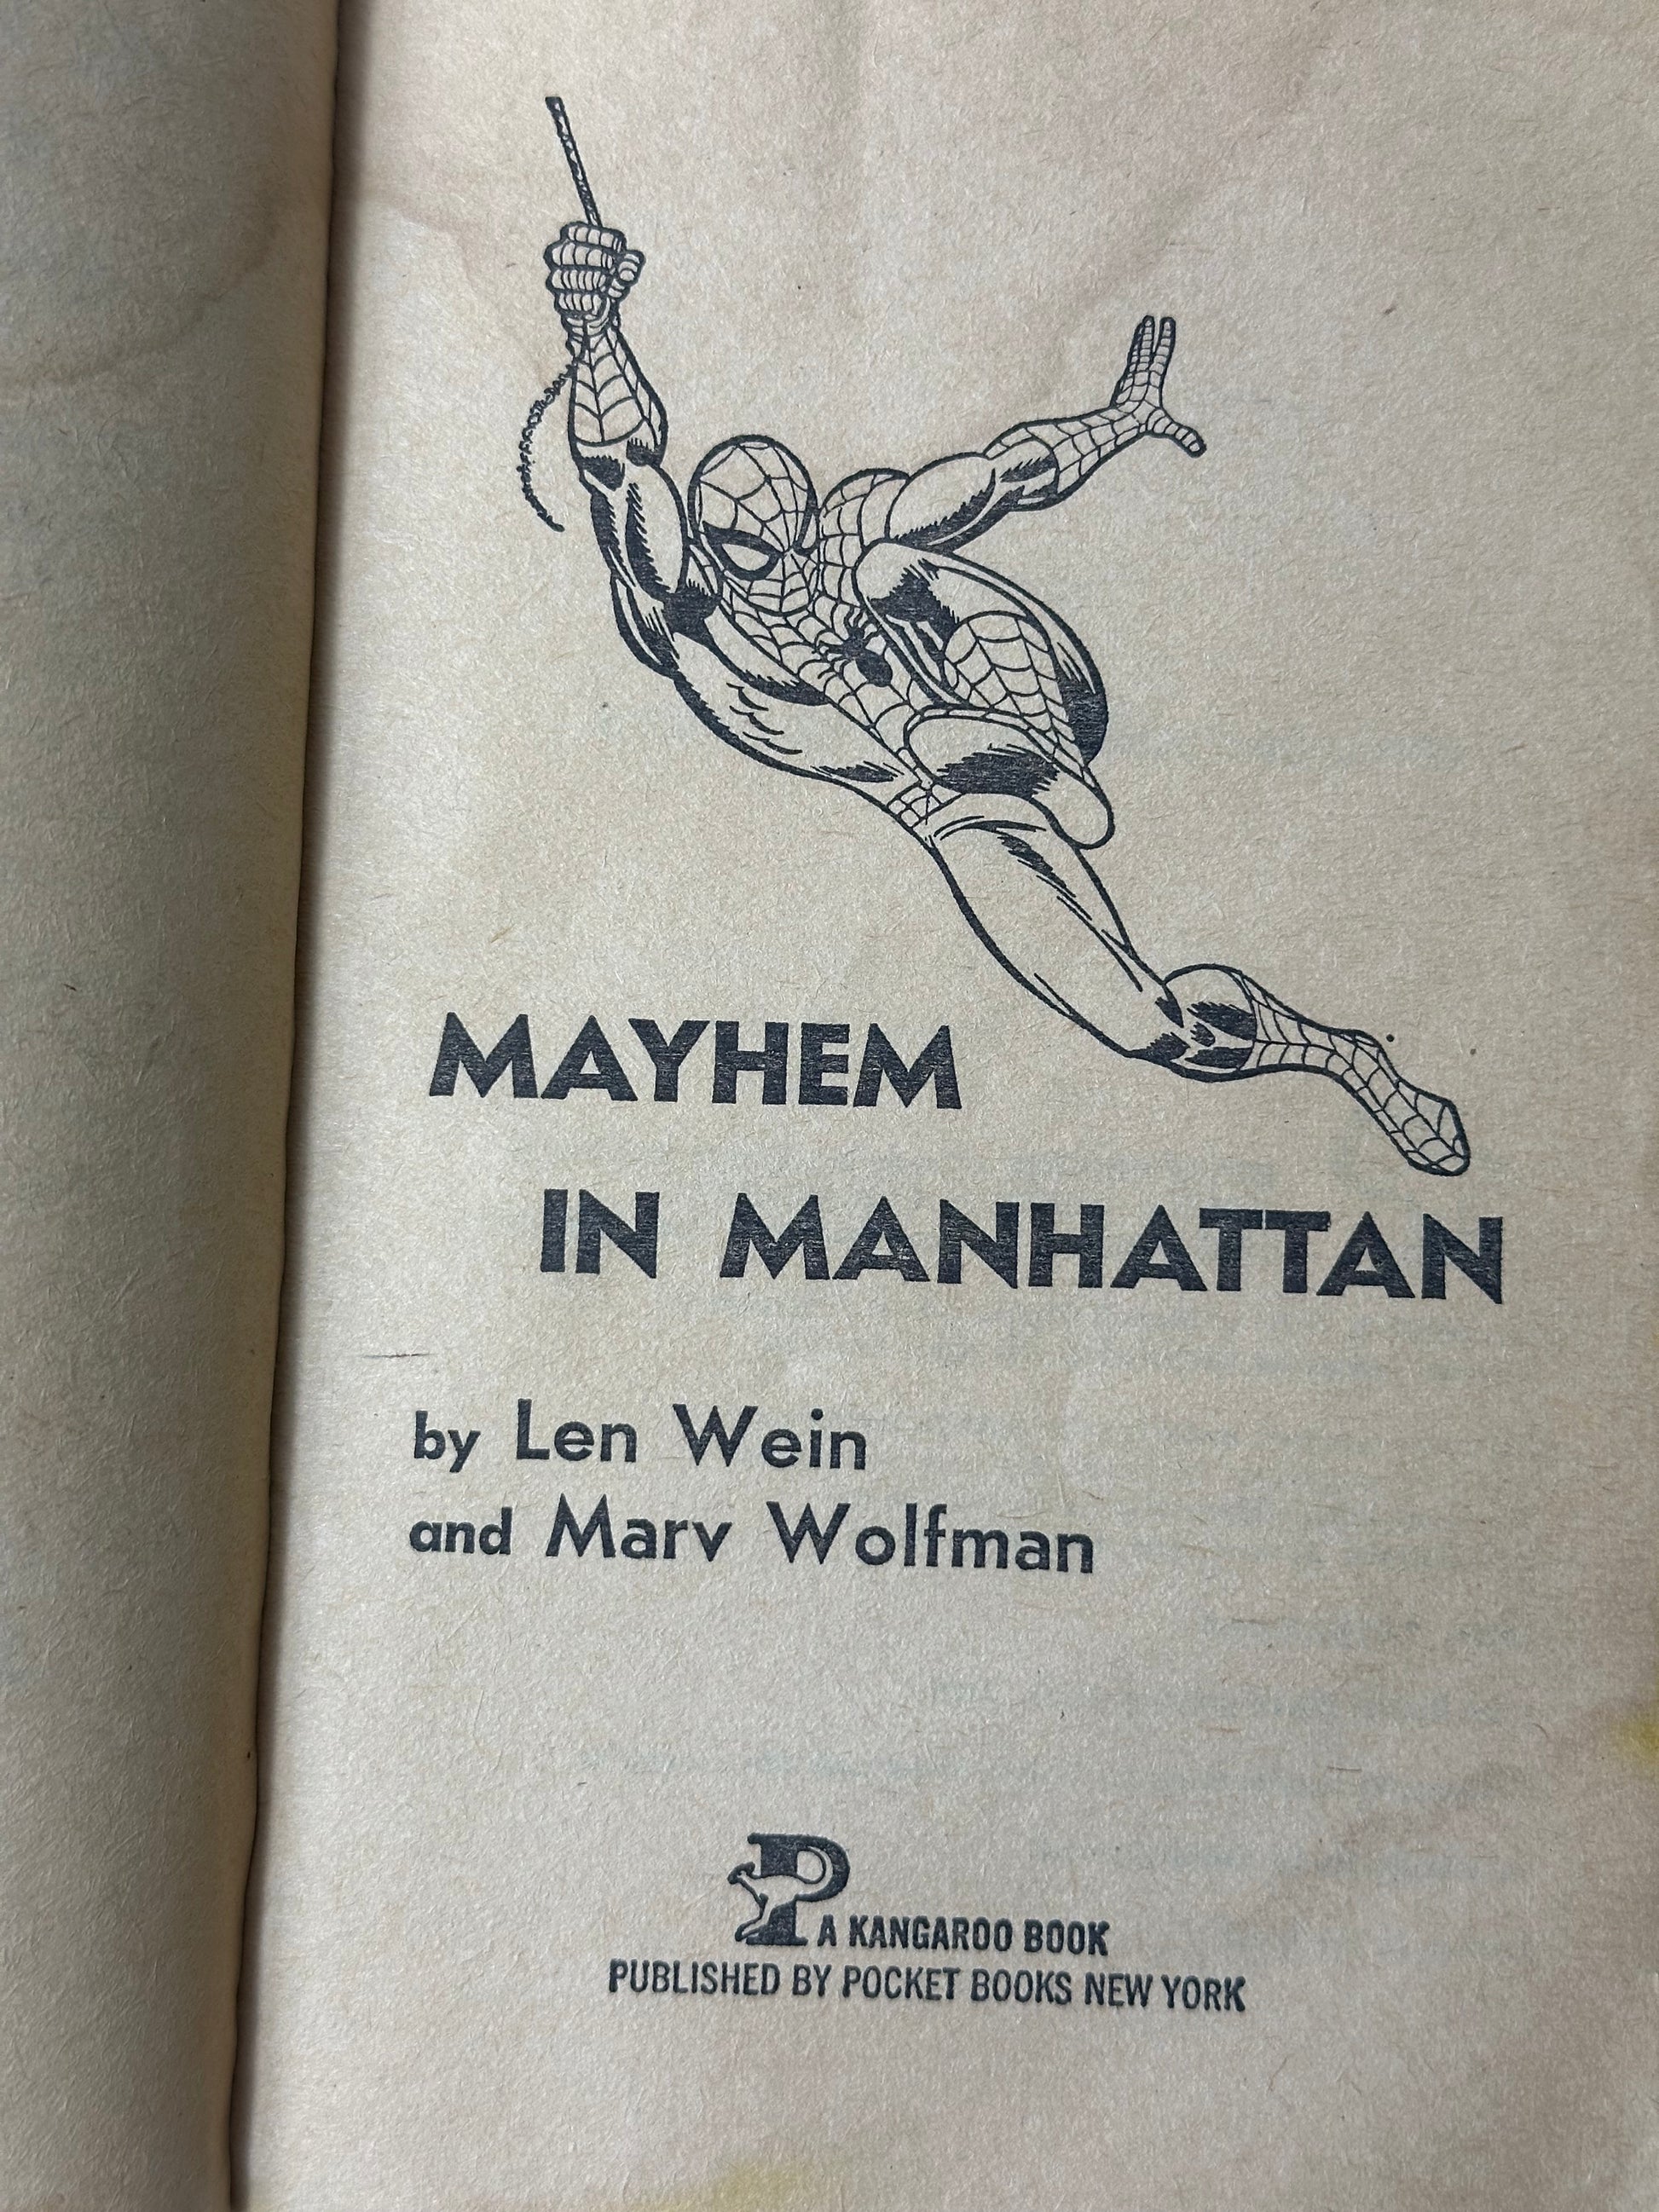 MAYHEM
IN MANHATTAN
by Len Wein
and Marv Wolfman
P A KANGAROO BOOK
PUBLISHED BY POCKET BOOKS NEW YORK